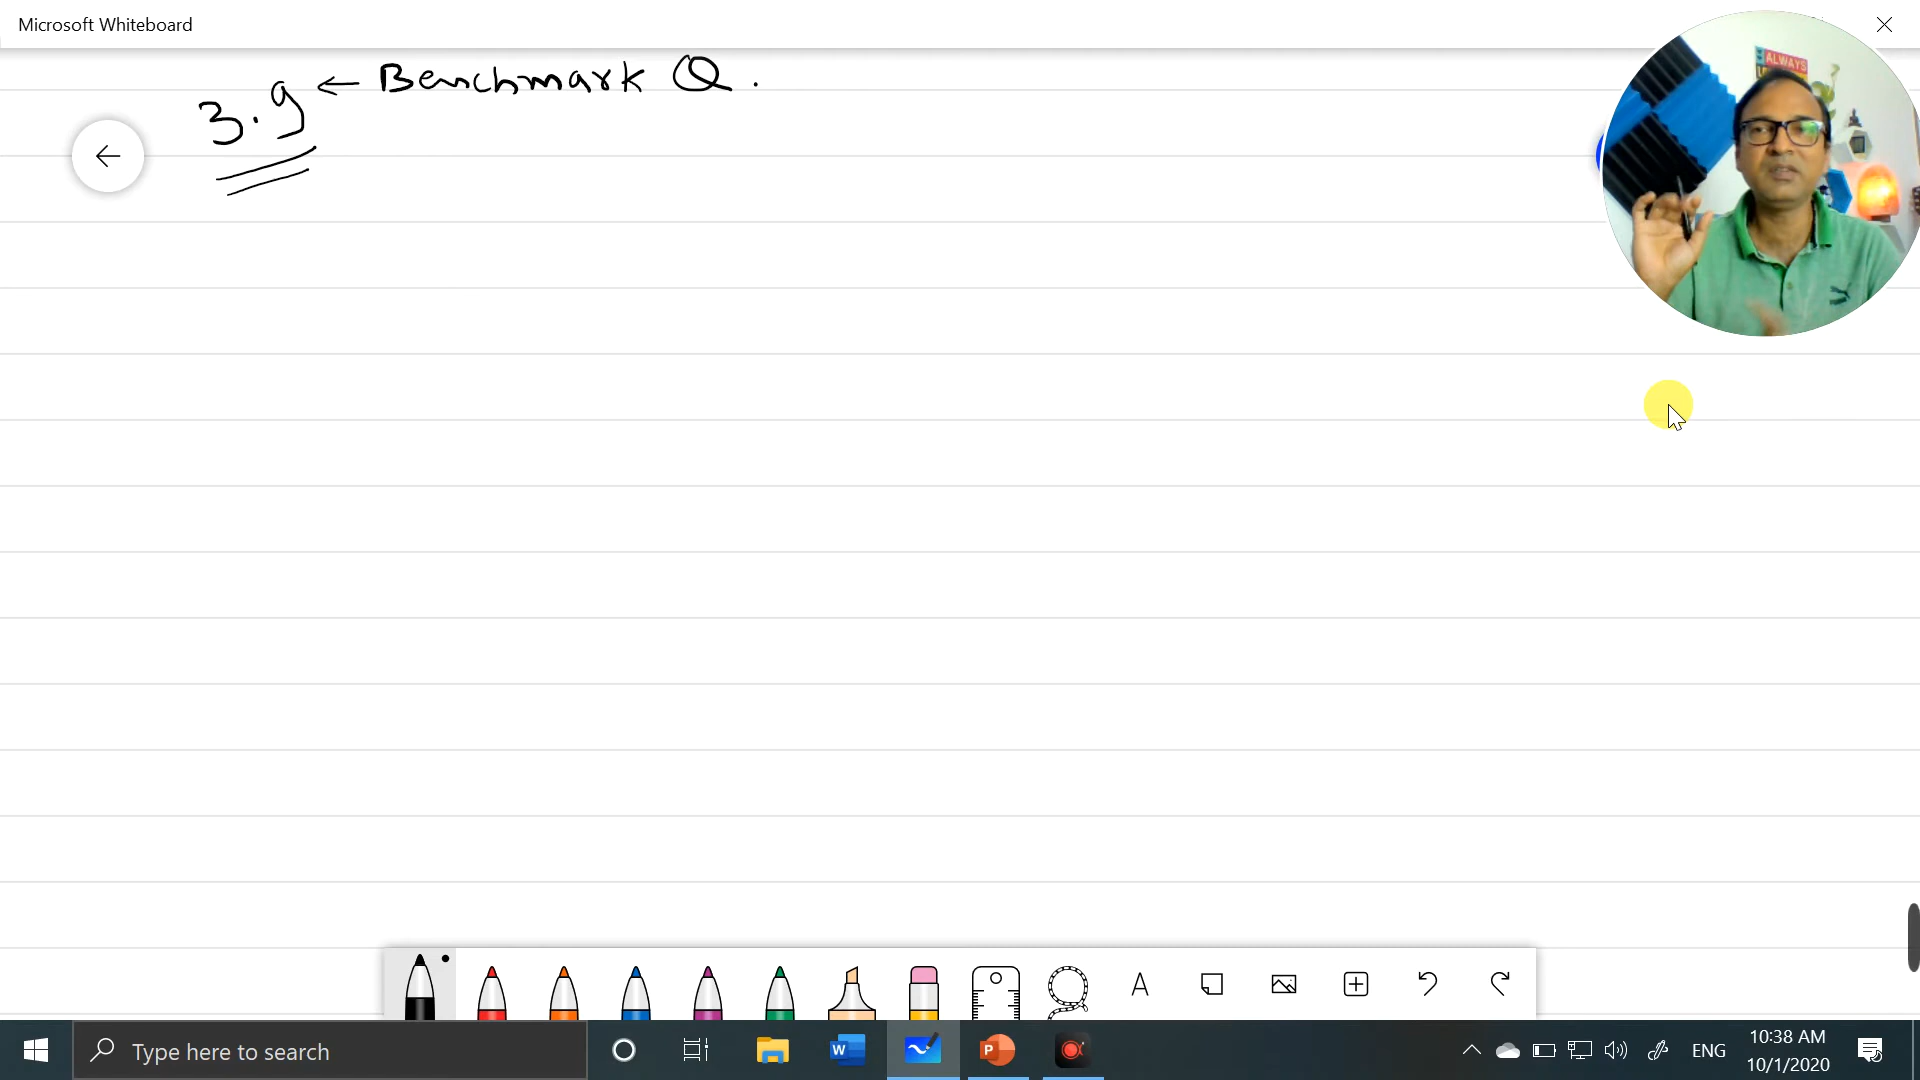 Microsoft Whiteboard
3.9 ← Benchmark Q.
ALWAYS
A
W
P
Type here to search
ENG
10:38 AM
10/1/2020